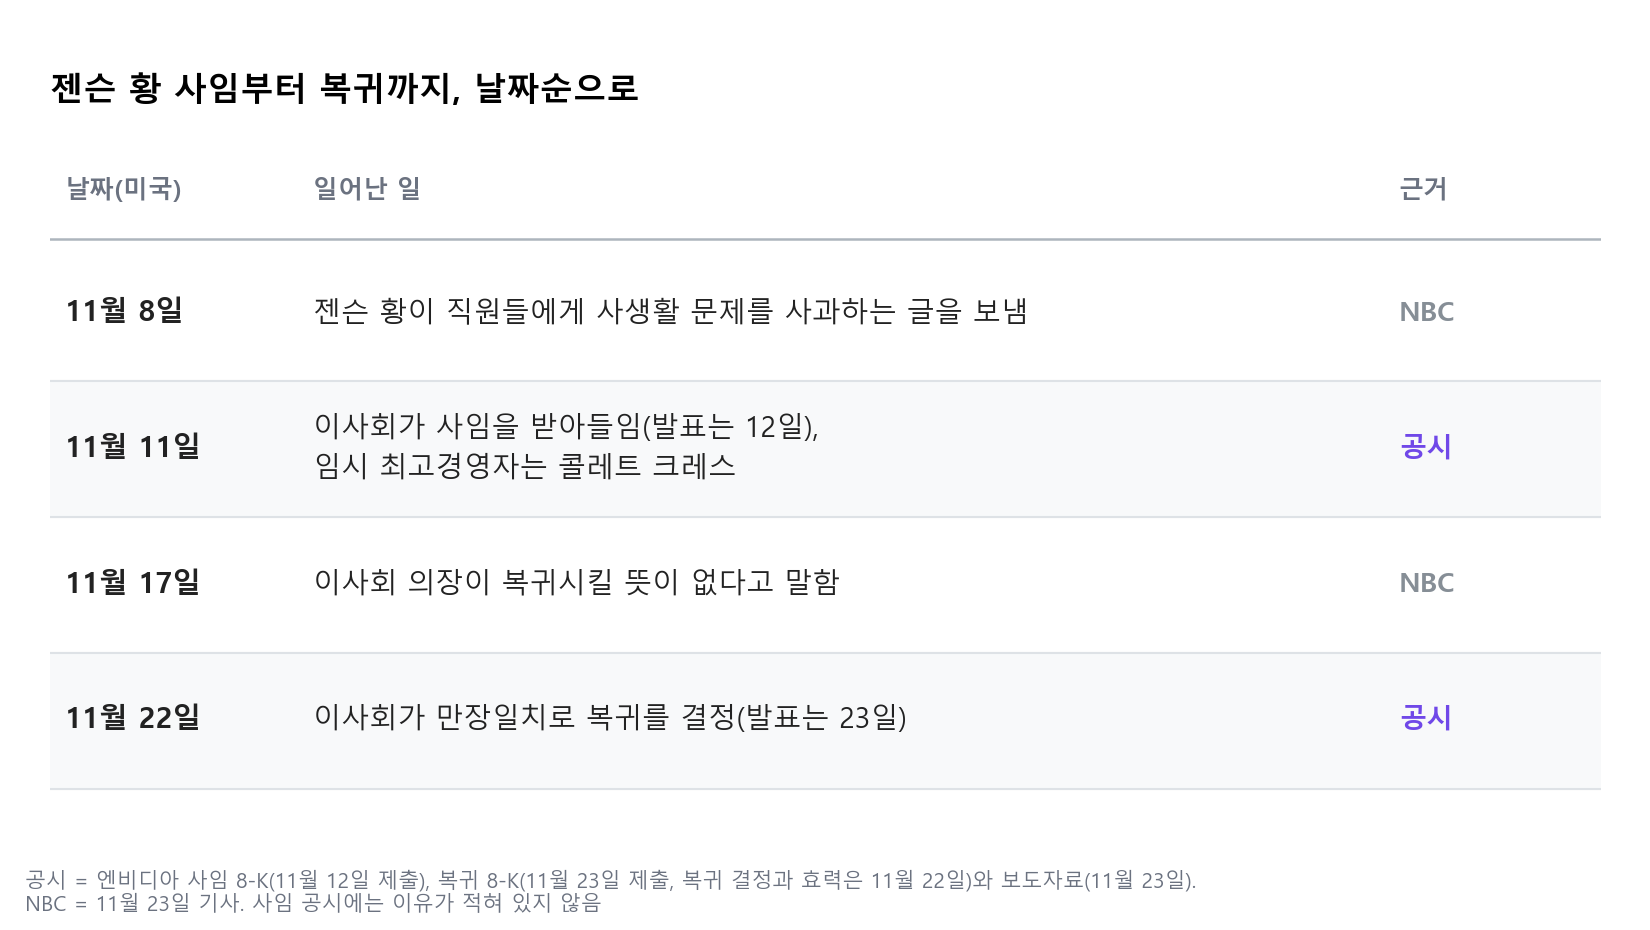 젠슨 황 사임부터 복귀까지, 날짜순으로
날짜(미국) 일어난 일 근거
11월 8일 젠슨 황이 직원들에게 사생활 문제를 사과하는 글을 보냄 NBC
11월 11일 이사회가 사임을 받아들임(발표는 12일),
임시 최고경영자는 콜레트 크레스 공시
11월 17일 이사회 의장이 복귀시킬 뜻이 없다고 말함 NBC
11월 22일 이사회가 만장일치로 복귀를 결정(발표는 23일) 공시
공시 = 엔비디아 사임 8-K(11월 12일 제출), 복귀 8-K(11월 23일 제출, 복귀 결정과 효력은 11월 22일)와 보도자료(11월 23일).
NBC = 11월 23일 기사. 사임 공시에는 이유가 적혀 있지 않음